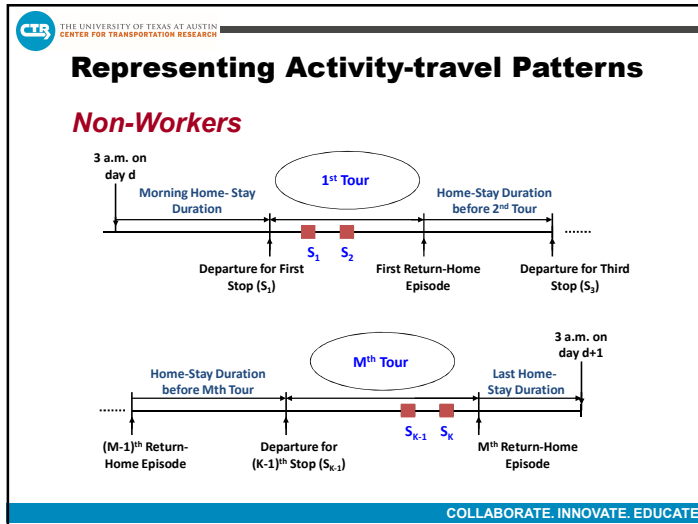 CTR
THE UNIVERSITY OF TEXAS AT AUSTIN
CENTER FOR TRANSPORTATION RESEARCH
Representing Activity-travel Patterns
Non-Workers
3 a.m. on
day d
Morning Home- Stay
Duration
1st Tour
Home-Stay Duration
before 2nd Tour
........
S1
S2
Departure for First
Stop (S1)
First Return-Home
Episode
Departure for Third
Stop (S3)
3 a.m. on
day d+1
Home-Stay Duration
before Mth Tour
Mth Tour
Last Home-
Stay Duration
........
SK-1
SK
(M-1)th Return-
Home Episode
Departure for
(K-1)th Stop (SK-1)
Mth Return-Home
Episode
COLLABORATE. INNOVATE. EDUCATE